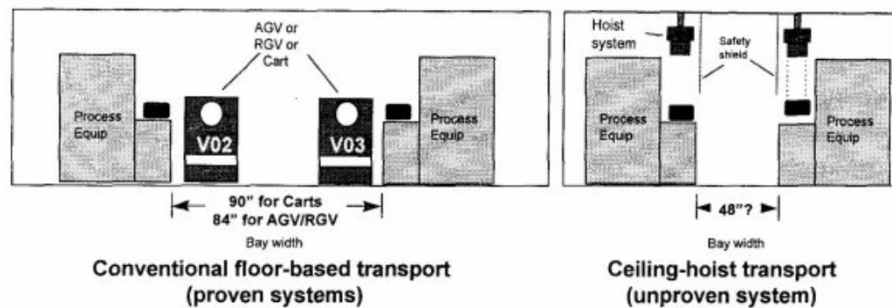 AGV or
RGV or
Cart
Process
Equip
V02
V03
Process
Equip
90" for Carts
84" for AGV/RGV
Bay width
Conventional floor-based transport
(proven systems)
Hoist
system
Safety
shield
Process
Equip
Process
Equip
48"?
Bay width
Ceiling-hoist transport
(unproven system)